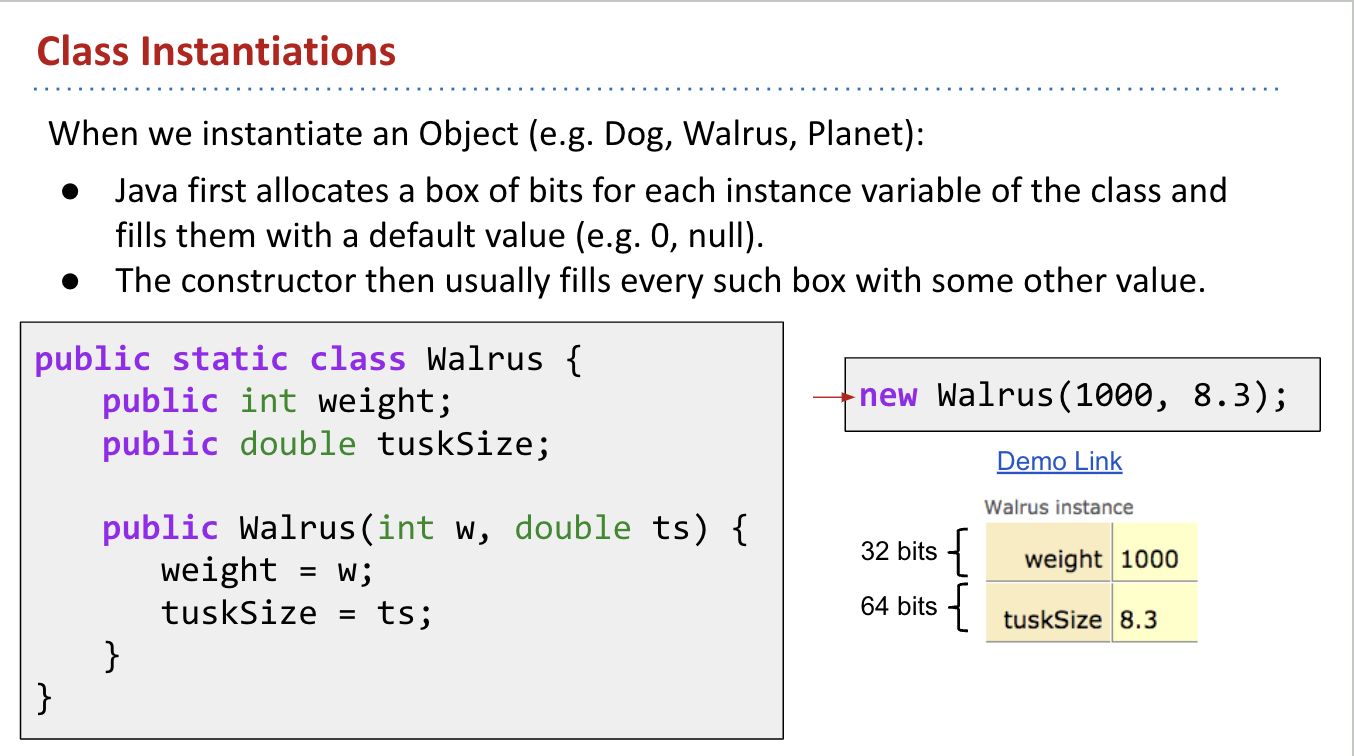 Class Instantiations
When we instantiate an Object (e.g. Dog, Walrus, Planet):
● Java first allocates a box of bits for each instance variable of the class and
fills them with a default value (e.g. 0, null).
● The constructor then usually fills every such box with some other value.
public static class Walrus {
public int weight;
public double tuskSize;
public Walrus(int w, double ts) {
weight = w;
tuskSize = ts;
}
}
new Walrus(1000, 8.3);
Demo Link
Walrus instance
32 bits weight 1000
64 bits tuskSize 8.3